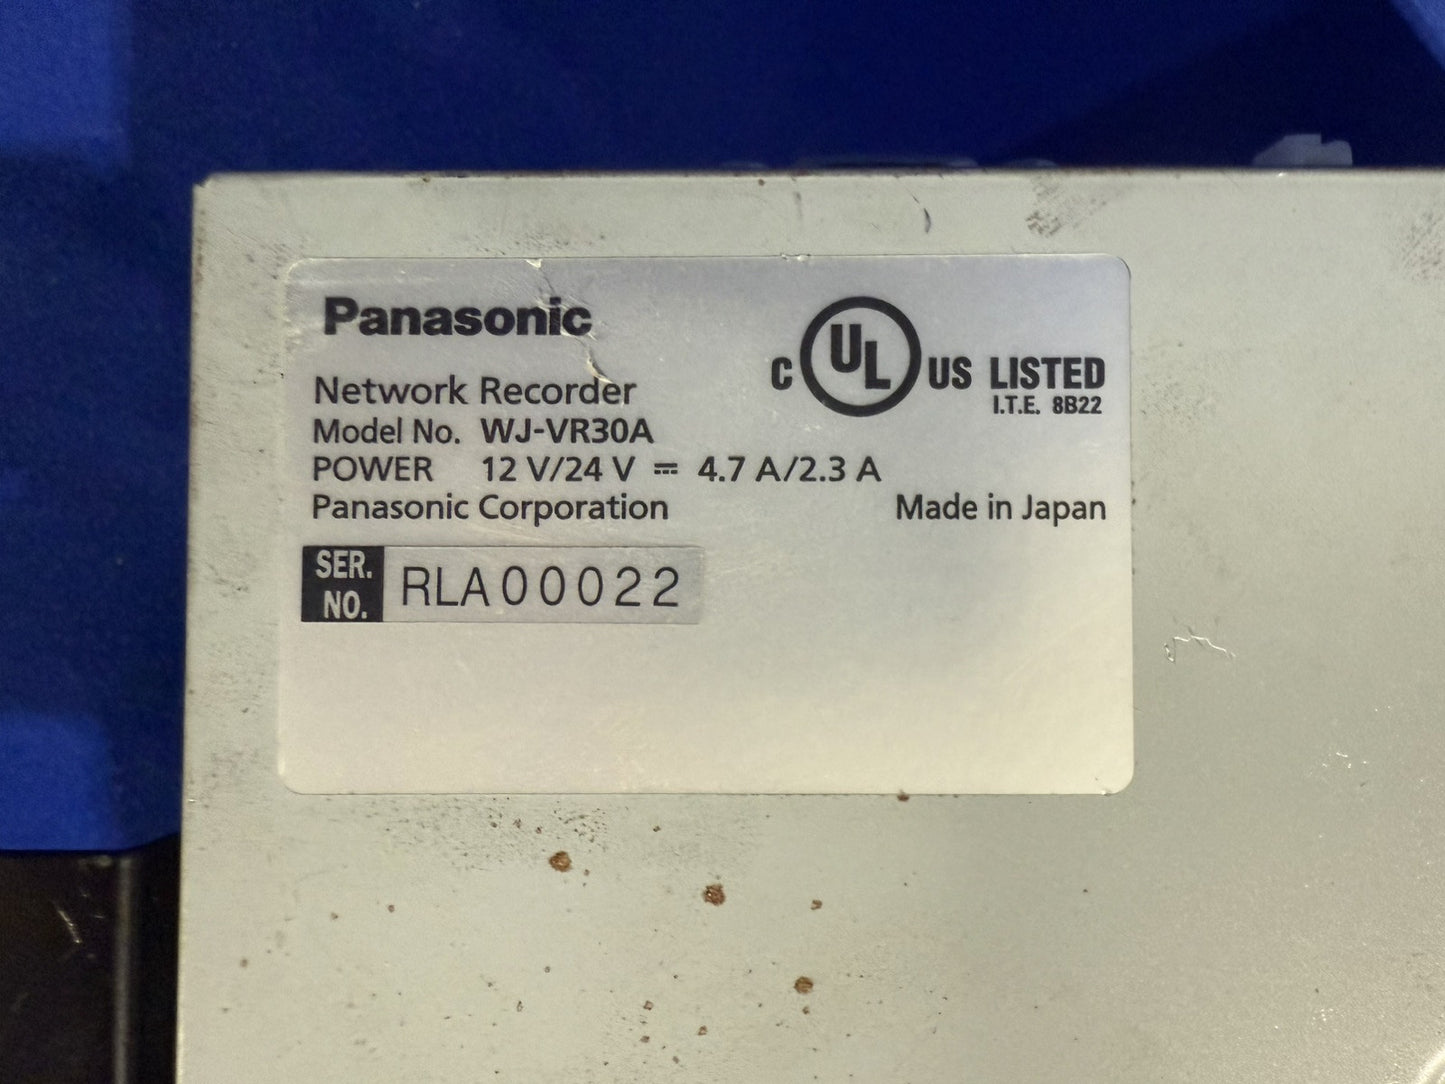 Panasonic
C UL US LISTED
I.T.E. 8B22
Network Recorder
Model No. WJ-VR30A
POWER 12 V/24 V ⎓ 4.7 A/2.3 A
Panasonic Corporation Made in Japan
SER. NO. RLA00022